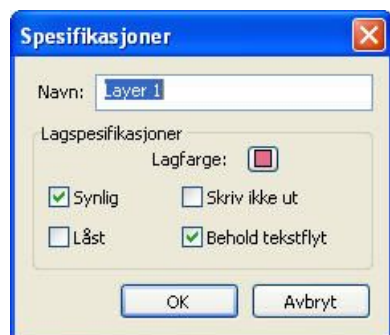 Spesifikasjoner
Navn: Layer 1
Lagspesifikasjoner
Lagfarge:
Synlig Skriv ikke ut
Låst Behold tekstflyt
OK Avbryt